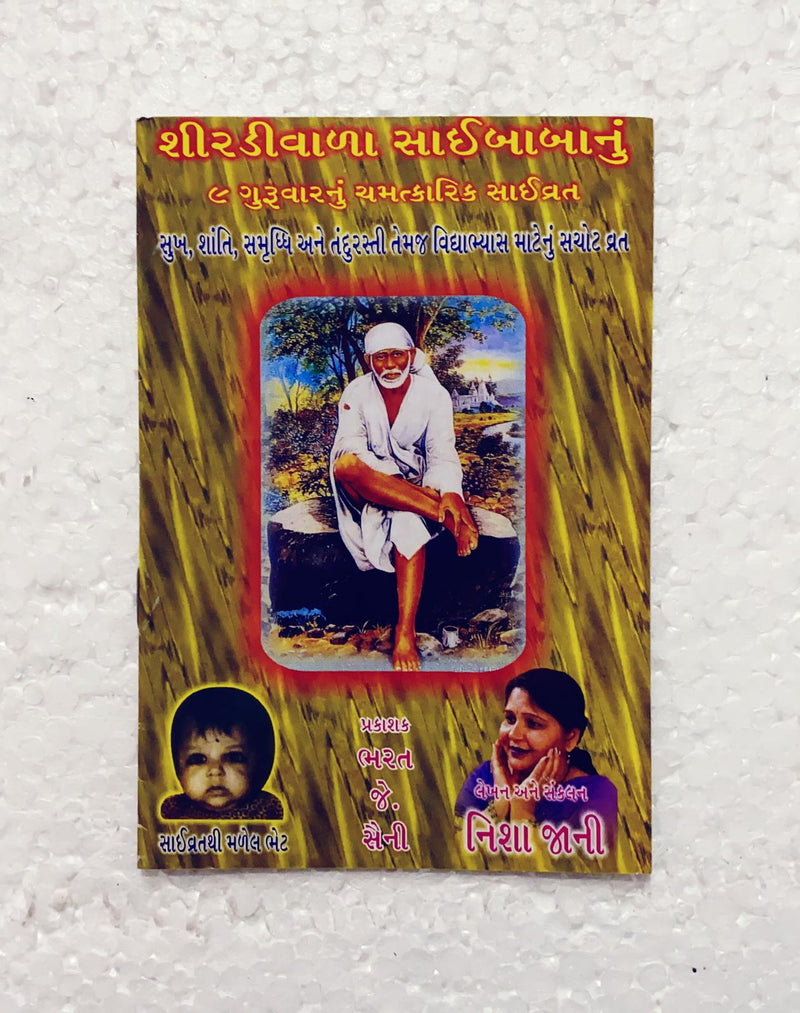 શીરડીવાળા સાઈબાબાનું
૯ ગુરૂવારનું ચમત્કારિક સાઈવ્રત
સુખ, શાંતિ, સમૃધ્ધિ અને તંદુરસ્તી તેમજ વિદ્યાભ્યાસ માટેનું સચોટ વ્રત
સાઈવ્રતથી મળેલ ભેટ
પ્રકાશક
ભરત
જે.
સૈની
લેખન અને સંકલન
નિશા જાની